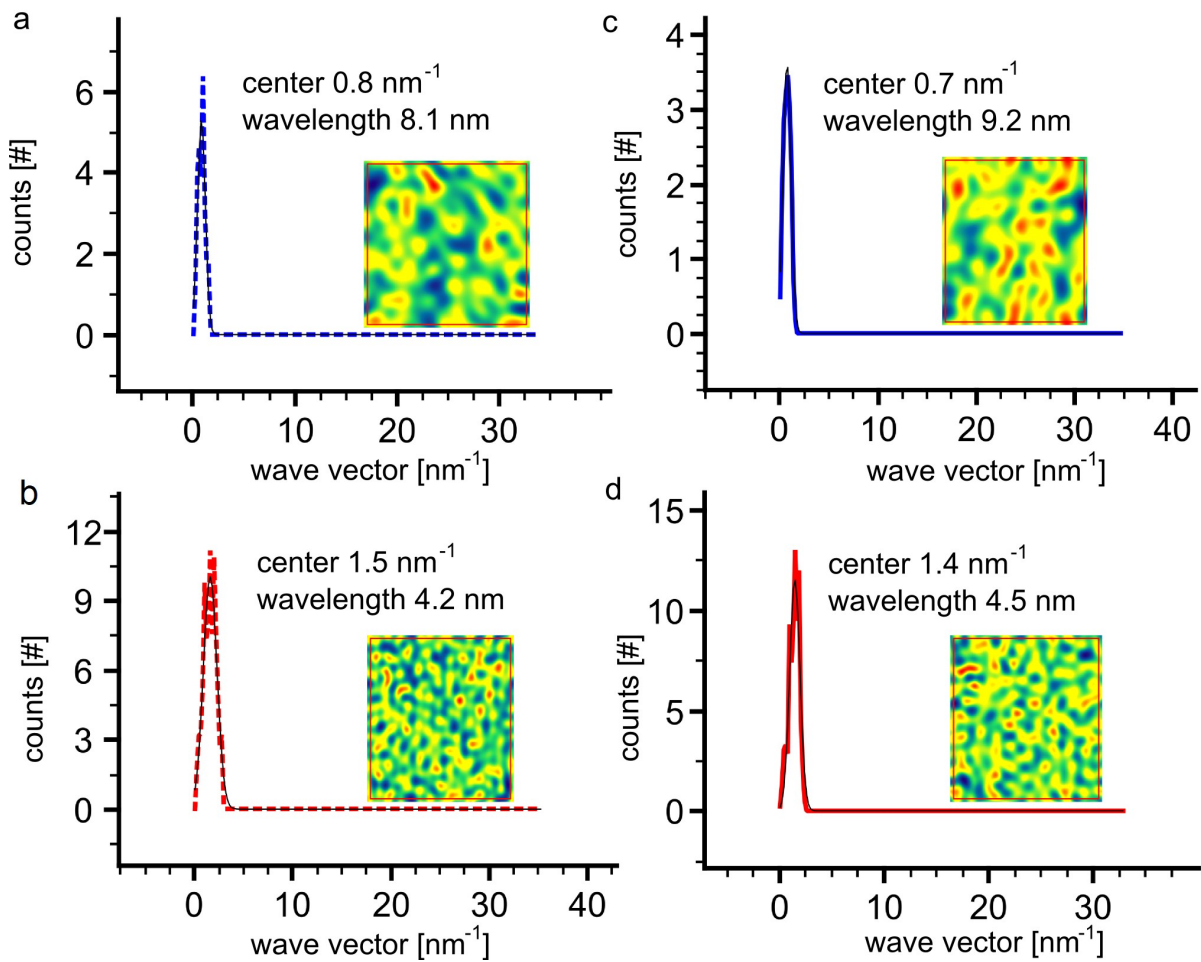 a
counts [#]
6
4
2
0
center 0.8 nm⁻¹
wavelength 8.1 nm
0 10 20 30
wave vector [nm⁻¹]
c
counts [#]
4
3
2
1
0
center 0.7 nm⁻¹
wavelength 9.2 nm
0 10 20 30 40
wave vector [nm⁻¹]
b
counts [#]
12
9
6
3
0
center 1.5 nm⁻¹
wavelength 4.2 nm
0 10 20 30 40
wave vector [nm⁻¹]
d
counts [#]
15
10
5
0
center 1.4 nm⁻¹
wavelength 4.5 nm
0 10 20 30
wave vector [nm⁻¹]